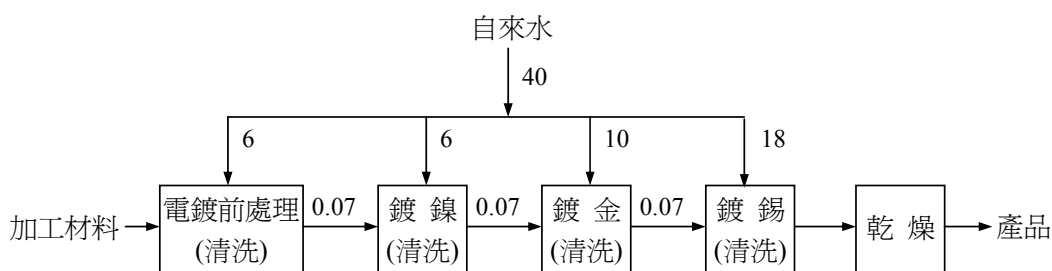 自來水
40
6
6
10
18
加工材料
電鍍前處理
(清洗)
0.07
鍍 鎳
(清洗)
0.07
鍍 金
(清洗)
0.07
鍍 錫
(清洗)
乾 燥
產品